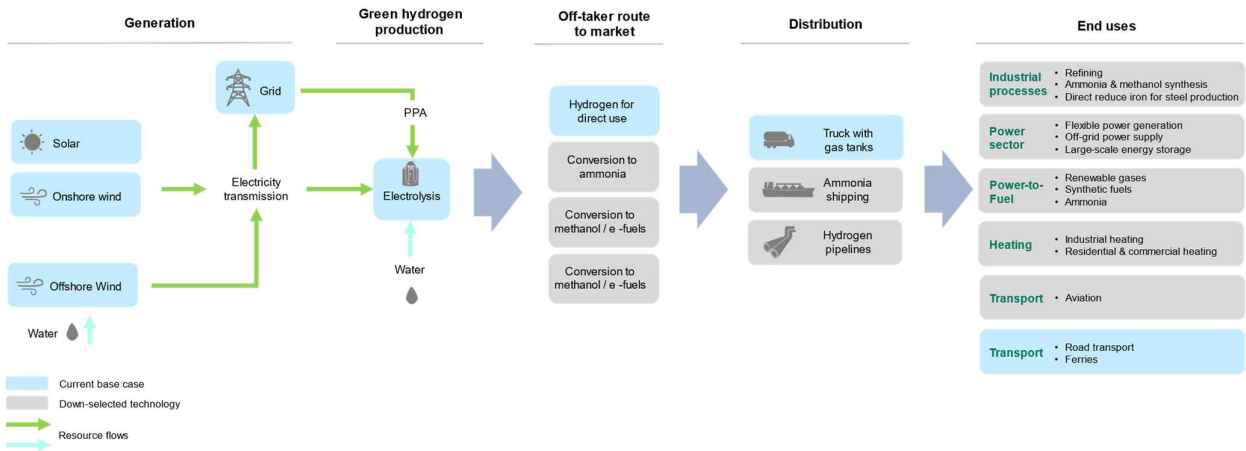 Generation
Green hydrogen
production
Off-taker route
to market
Distribution
End uses
Grid
PPA
Solar
Onshore wind
Electricity
transmission
Electrolysis
Offshore Wind
Water
Water
Hydrogen for
direct use
Conversion to
ammonia
Conversion to
methanol / e -fuels
Conversion to
methanol / e -fuels
Truck with
gas tanks
Ammonia
shipping
Hydrogen
pipelines
Industrial
processes
• Refining
• Ammonia & methanol synthesis
• Direct reduce iron for steel production
Power
sector
• Flexible power generation
• Off-grid power supply
• Large-scale energy storage
Power-to-
Fuel
• Renewable gases
• Synthetic fuels
• Ammonia
Heating
• Industrial heating
• Residential & commercial heating
Transport
• Aviation
Transport
• Road transport
• Ferries
Current base case
Down-selected technology
Resource flows